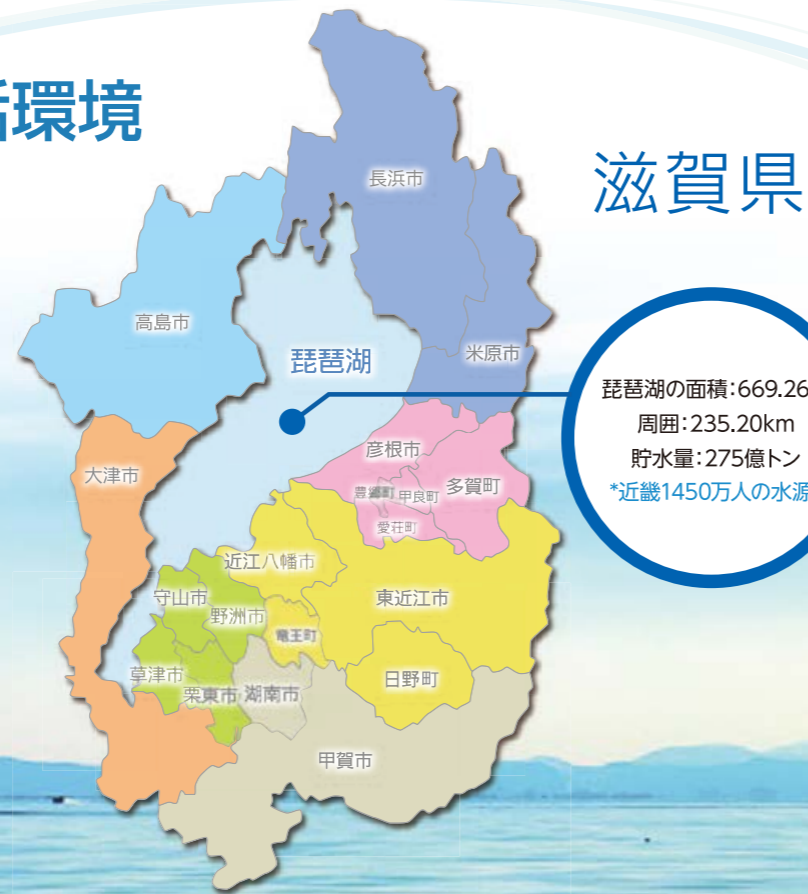 活環境
滋賀県
長浜市
高島市
米原市
琵琶湖
琵琶湖の面積:669.26
周囲:235.20km
貯水量:275億トン
*近畿1450万人の水源
彦根市
大津市
豊郷町
甲良町
多賀町
愛荘町
近江八幡市
守山市
東近江市
野洲市
竜王町
草津市
日野町
栗東市
湖南市
甲賀市